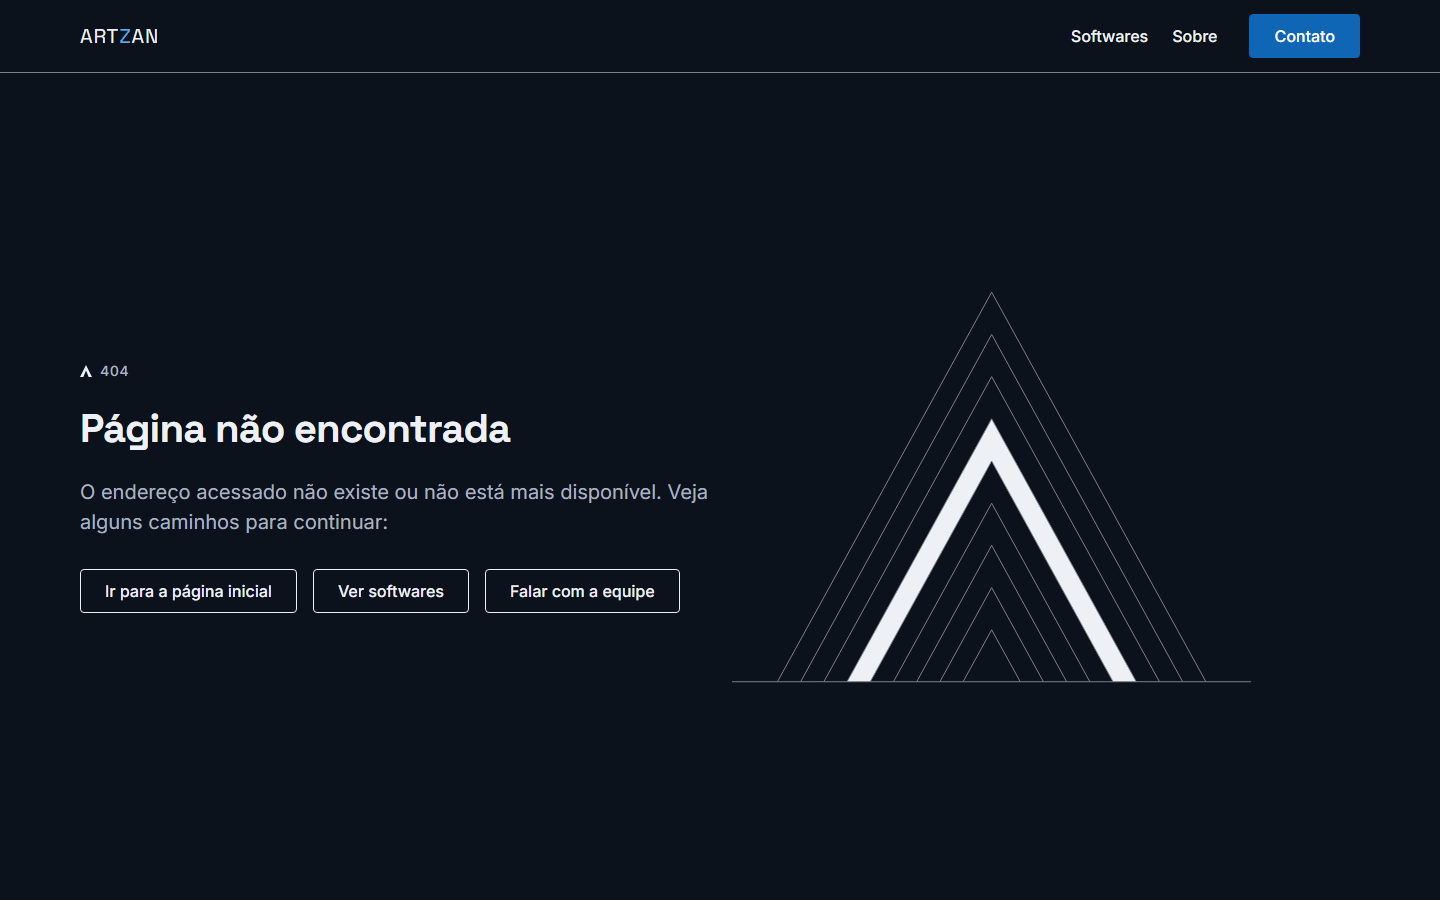 ARTZAN
Softwares
Sobre
Contato
404
Página não encontrada
O endereço acessado não existe ou não está mais disponível. Veja
alguns caminhos para continuar:
Ir para a página inicial
Ver softwares
Falar com a equipe